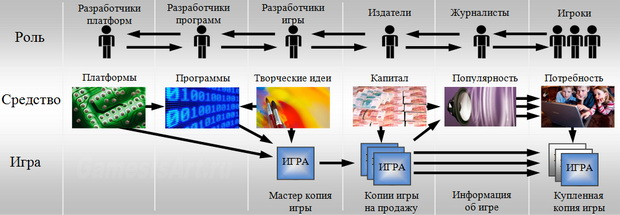 Разработчики
платформ
Разработчики
программ
Разработчики
игры
Издатели
Журналисты
Игроки
Роль
Платформы
Программы
Творческие идеи
Капитал
Популярность
Потребность
Средство
Игра
ИГРА
ИГРА
ИГРА
Мастер копия
игры
Копии игры
на продажу
Информация
об игре
Купленная
копия игры